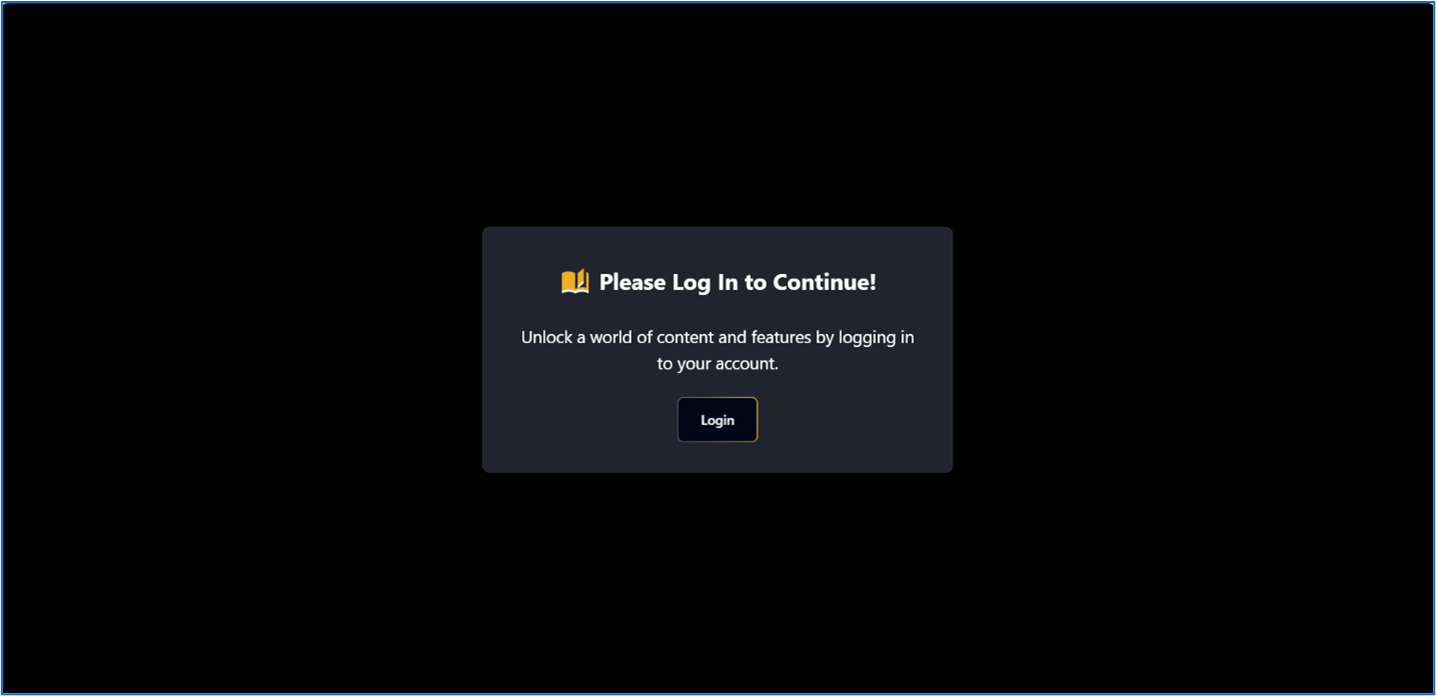 Please Log In to Continue!
Unlock a world of content and features by logging in
to your account.
Login